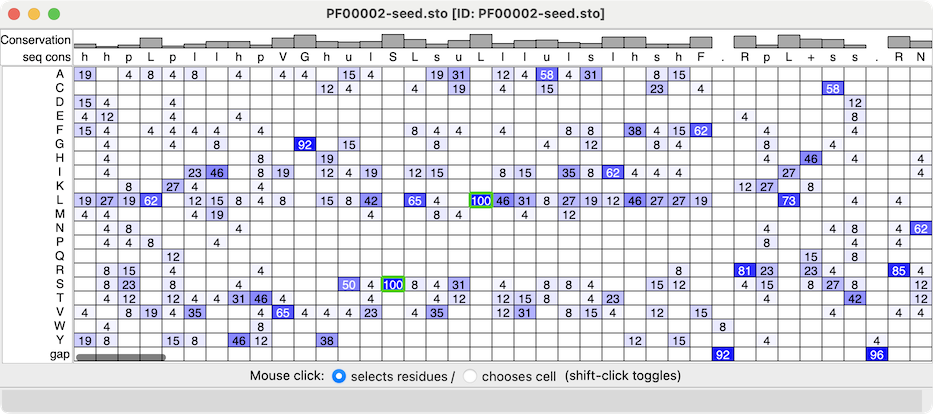 PF00002-seed.sto [ID: PF00002-seed.sto]
Conservation
seq cons h h p L p l l h p V G h u l S L s u L l l u l s l h s h F . R p L + s s . R N
A 19 4 8 4 8 4 15 4 19 31 12 4 58 4 31 8 15
C 12 4 4 8 19 4 15 23 4 58
D 15 4 4 12
E 4 12 4 4 4 8
F 15 4 4 4 4 4 4 8 4 4 4 8 8 38 4 15 62 4
G 4 4 8 92 15 8 4 12 8 4 8 4
H 4 8 19 8 46 4
I 4 23 46 4 8 19 12 4 19 12 15 8 15 35 8 62 4 4 4 27 4
K 8 27 4 4 12 27 8
L 19 27 19 62 12 15 8 4 8 15 8 42 65 4 100 46 31 8 27 19 12 46 27 27 19 73 4 4
M 4 4 4 19 4 8 4 4 12
N 4 8 4 4 4 8 4 62
P 4 4 8 4 4 4
Q 12 15 8
R 8 15 4 4 8 81 23 23 4 85 4
S 8 23 8 4 50 4 100 8 4 31 4 4 8 8 4 15 12 4 15 8 27 8 12
T 4 12 12 4 4 31 46 4 4 4 12 12 15 8 4 23 4 42 12
V 4 8 19 4 35 4 65 4 4 4 23 4 35 12 31 8 15 4 12 4 15 4 8 4 4 4
W 4 8 8
Y 19 8 15 8 46 12 38 12 15 4
gap 92 96
Mouse click: selects residues / chooses cell (shift-click toggles)